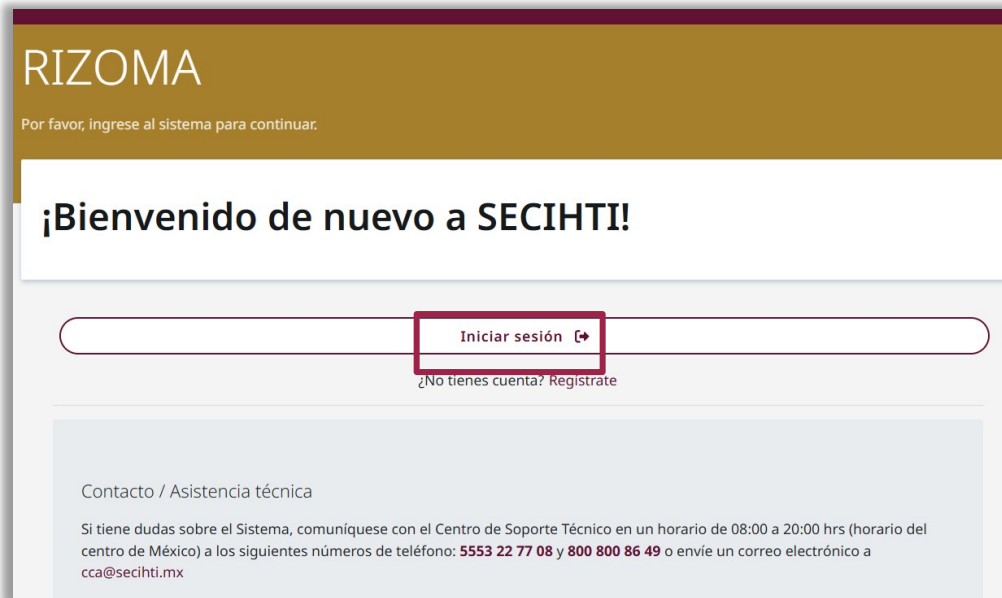 RIZOMA
Por favor, ingrese al sistema para continuar.
¡Bienvenido de nuevo a SECIHTI!
Iniciar sesión
¿No tienes cuenta? Regístrate
Contacto / Asistencia técnica
Si tiene dudas sobre el Sistema, comuníquese con el Centro de Soporte Técnico en un horario de 08:00 a 20:00 hrs (horario del
centro de México) a los siguientes números de teléfono: 5553 22 77 08 y 800 800 86 49 o envíe un correo electrónico a
cca@secihti.mx